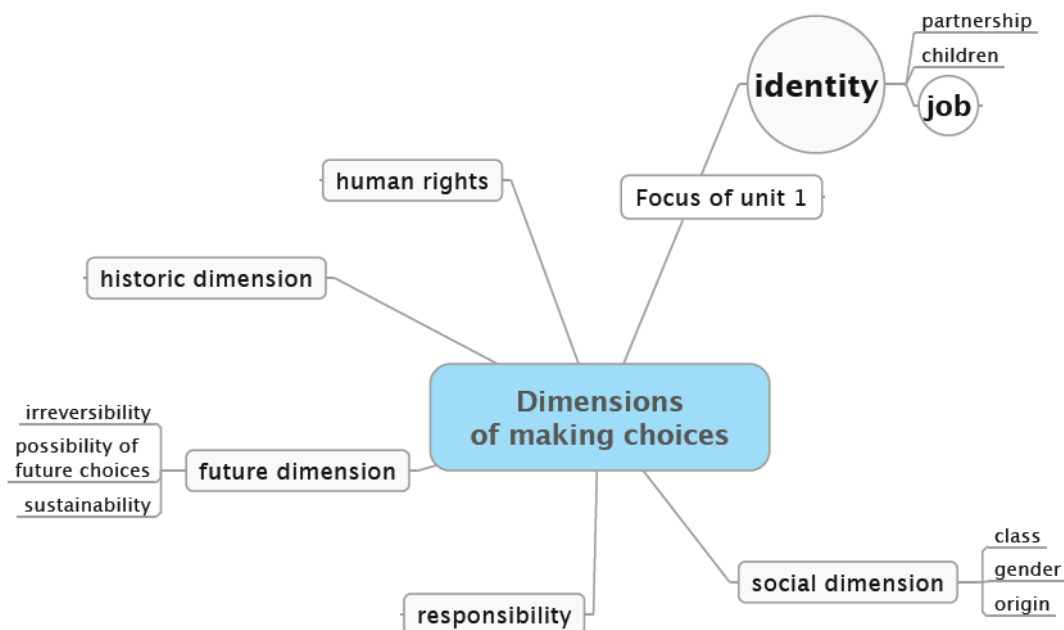 partnership
children
identity
job
human rights
Focus of unit 1
historic dimension
Dimensions
of making choices
irreversibility
possibility of
future choices
future dimension
sustainability
class
social dimension
gender
origin
responsibility